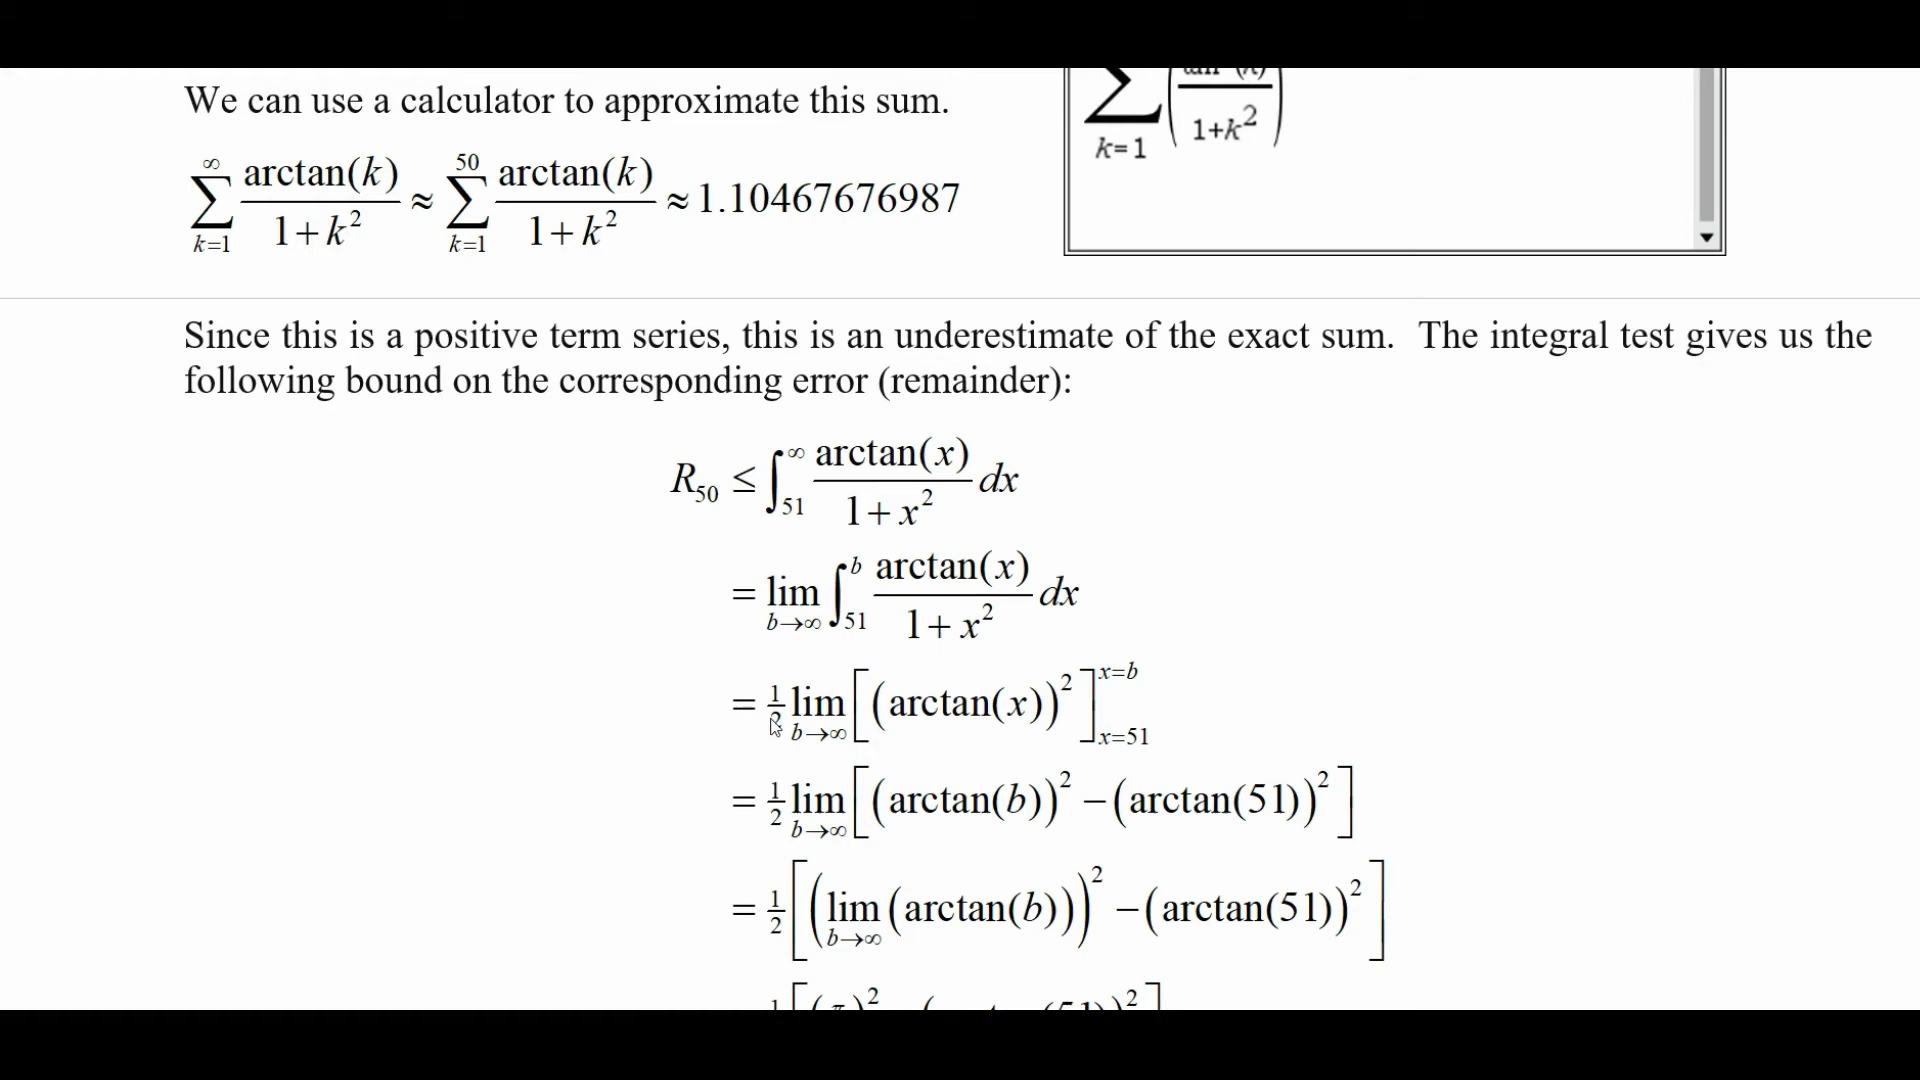 We can use a calculator to approximate this sum.
∑_{k=1}^{∞} arctan(k)/(1+k²) ≈ ∑_{k=1}^{50} arctan(k)/(1+k²) ≈ 1.10467676987
∑_{k=1} ( /(1+k²))
Since this is a positive term series, this is an underestimate of the exact sum. The integral test gives us the
following bound on the corresponding error (remainder):
R₅₀ ≤ ∫_{51}^{∞} arctan(x)/(1+x²) dx
= lim_{b→∞} ∫_{51}^{b} arctan(x)/(1+x²) dx
= ½ lim_{b→∞} [(arctan(x))²]_{x=51}^{x=b}
= ½ lim_{b→∞} [(arctan(b))² − (arctan(51))²]
= ½ [(lim_{b→∞} (arctan(b)))² − (arctan(51))²]